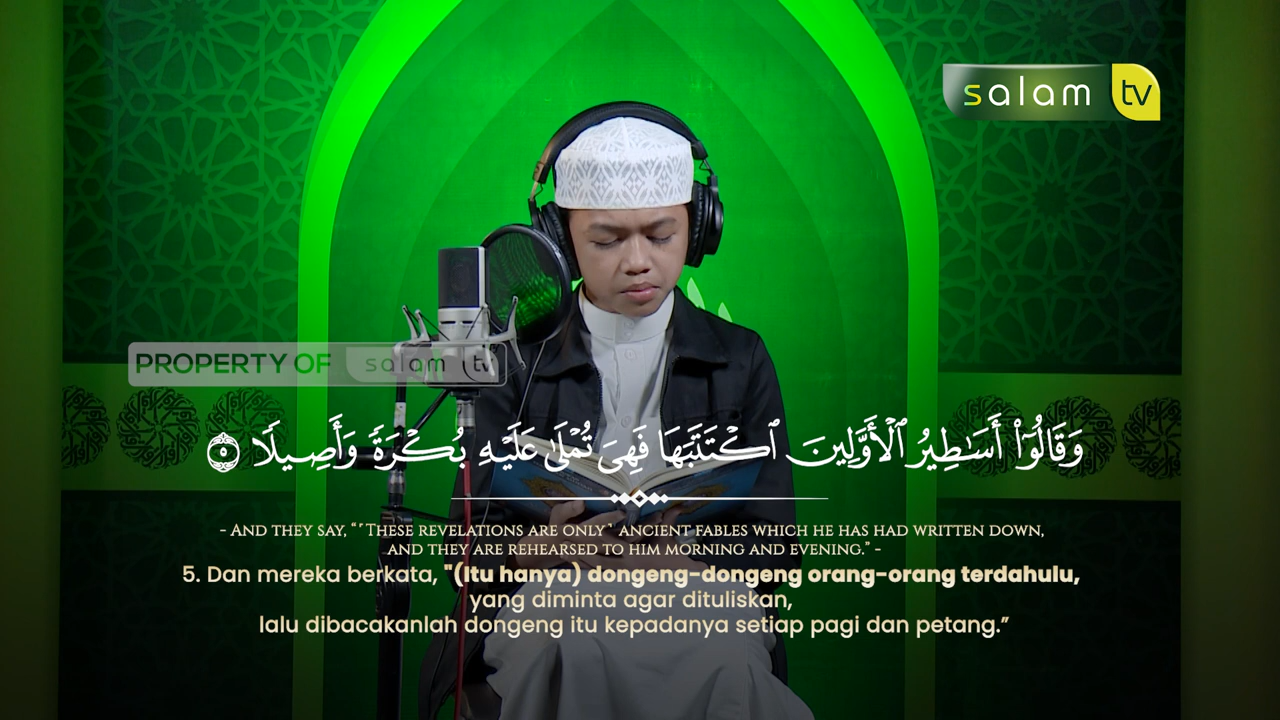 salam tv
PROPERTY OF salam tv
وَقَالُوٓا۟ أَسَـٰطِيرُ ٱلْأَوَّلِينَ ٱكْتَتَبَهَا فَهِىَ تُمْلَىٰ عَلَيْهِ بُكْرَةً وَأَصِيلًا ٥
- AND THEY SAY, “˹THESE REVELATIONS ARE ONLY˺ ANCIENT FABLES WHICH HE HAS HAD WRITTEN DOWN,
AND THEY ARE REHEARSED TO HIM MORNING AND EVENING.” -
5. Dan mereka berkata, "(Itu hanya) dongeng-dongeng orang-orang terdahulu,
yang diminta agar dituliskan,
lalu dibacakanlah dongeng itu kepadanya setiap pagi dan petang.”